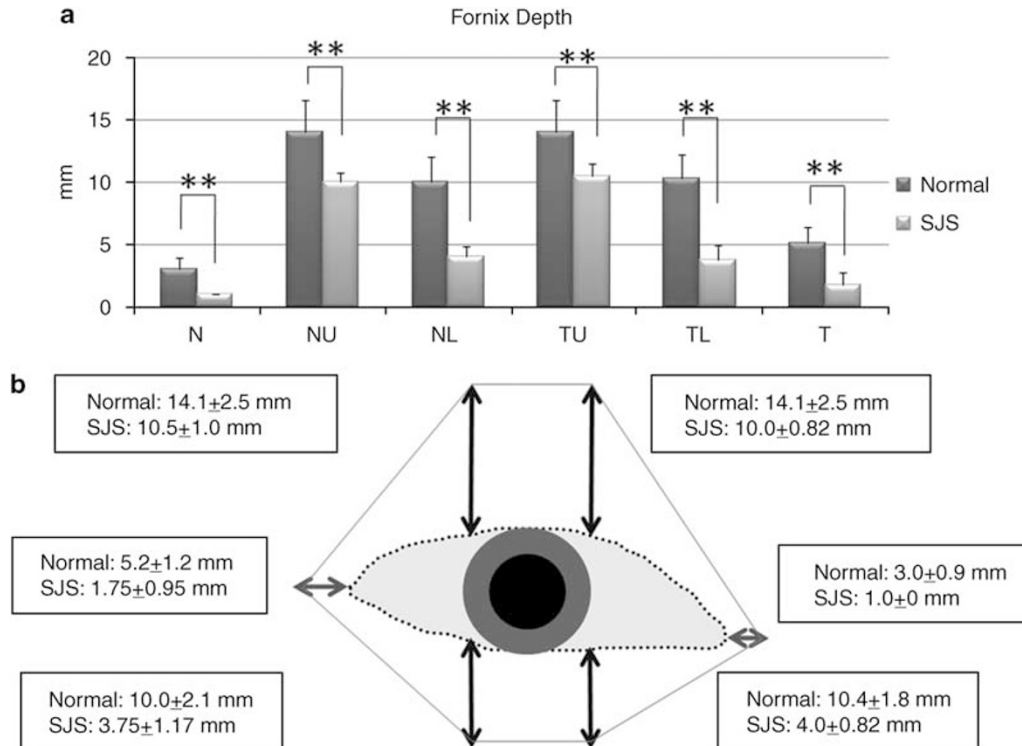 a
Fornix Depth
20
15
10
5
0
mm
**
**
**
**
**
**
N NU NL TU TL T
Normal
SJS
b
Normal: 14.1±2.5 mm
SJS: 10.5±1.0 mm
Normal: 14.1±2.5 mm
SJS: 10.0±0.82 mm
Normal: 5.2±1.2 mm
SJS: 1.75±0.95 mm
Normal: 3.0±0.9 mm
SJS: 1.0±0 mm
Normal: 10.0±2.1 mm
SJS: 3.75±1.17 mm
Normal: 10.4±1.8 mm
SJS: 4.0±0.82 mm